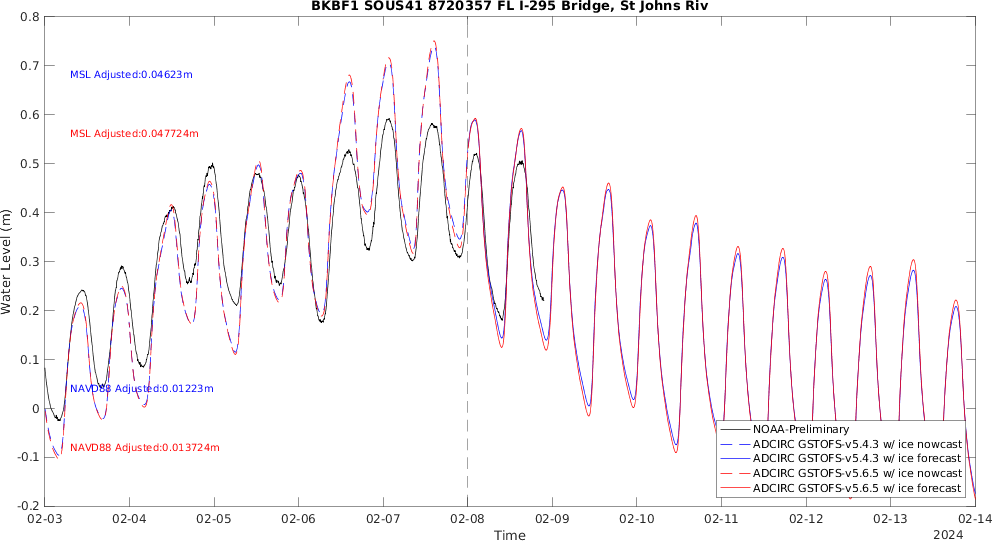 BKBF1 SOUS41 8720357 FL I-295 Bridge, St Johns Riv
0.8
0.7
0.6
0.5
0.4
0.3
0.2
0.1
0
-0.1
-0.2
Water Level (m)
MSL Adjusted:0.04623m
MSL Adjusted:0.047724m
NAVD88 Adjusted:0.01223m
NAVD88 Adjusted:0.013724m
NOAA-Preliminary
ADCIRC GSTOFS-v5.4.3 w/ ice nowcast
ADCIRC GSTOFS-v5.4.3 w/ ice forecast
ADCIRC GSTOFS-v5.6.5 w/ ice nowcast
ADCIRC GSTOFS-v5.6.5 w/ ice forecast
02-03 02-04 02-05 02-06 02-07 02-08 02-09 02-10 02-11 02-12 02-13 02-14
Time
2024